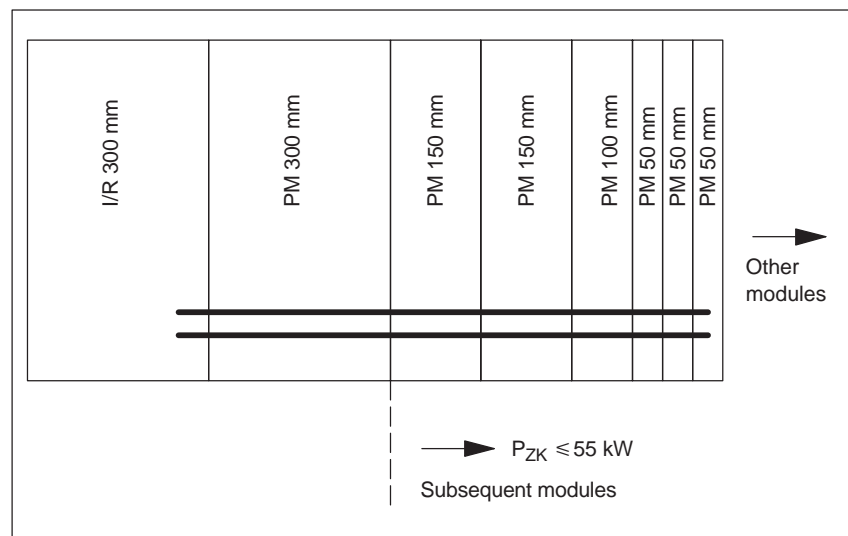 I/R 300 mm
PM 300 mm
PM 150 mm
PM 150 mm
PM 100 mm
PM 50 mm
PM 50 mm
PM 50 mm
Other
modules
PZK ≤ 55 kW
Subsequent modules